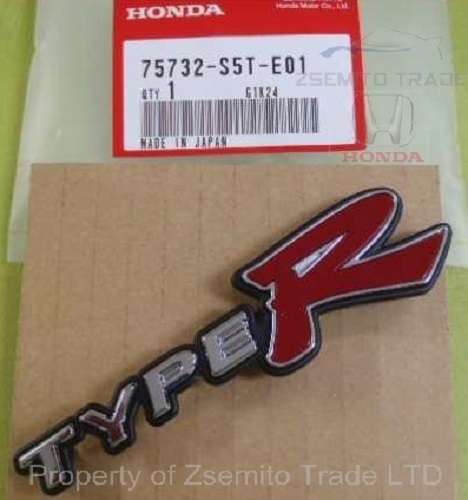 HONDA
Honda Motor Co., Ltd.
75732-S5T-E01
QTY 1 G1K24
MADE IN JAPAN
ZSEMITO TRADE
HONDA
TYPE R
Property of Zsemito Trade LTD